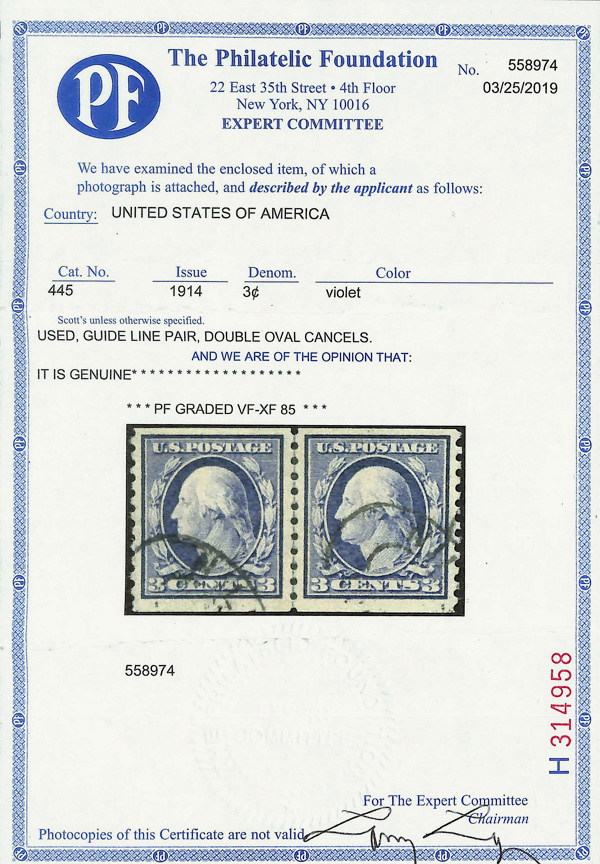 PF
The Philatelic Foundation
No. 558974
22 East 35th Street • 4th Floor
03/25/2019
New York, NY 10016
EXPERT COMMITTEE
We have examined the enclosed item, of which a
photograph is attached, and described by the applicant as follows:
Country: UNITED STATES OF AMERICA
Cat. No. Issue Denom. Color
445 1914 3¢ violet
Scott's unless otherwise specified.
USED, GUIDE LINE PAIR, DOUBLE OVAL CANCELS.
AND WE ARE OF THE OPINION THAT:
IT IS GENUINE* * * * * * * * * * * * * * * * * * *
* * * PF GRADED VF-XF 85 * * *
U.S.POSTAGE U.S.POSTAGE
3 CENTS 3 3 CENTS 3
558974
H 314958
For The Expert Committee
Chairman
Photocopies of this Certificate are not valid